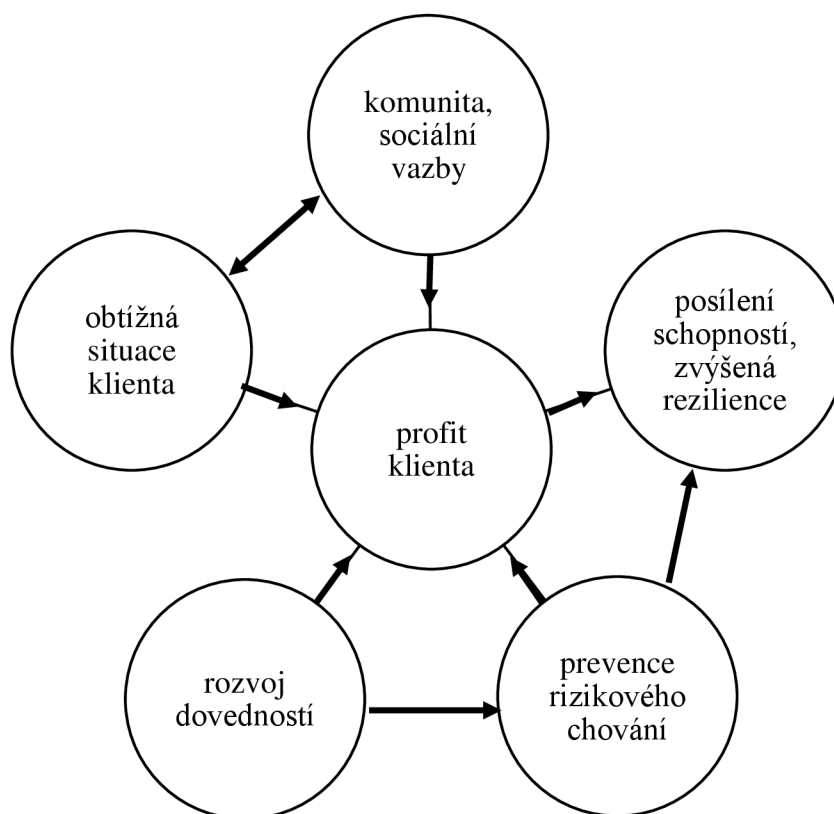 komunita,
sociální
vazby
obtížná
situace
klienta
posílení
schopností,
zvýšená
rezilience
profit
klienta
rozvoj
dovedností
prevence
rizikového
chování